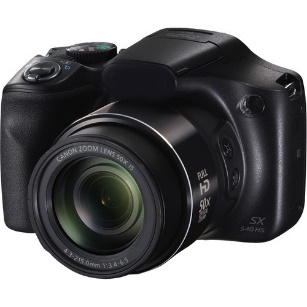 CANON ZOOM LENS 50x IS
4.3-215.0mm 1:3.4-6.5
FULL
HD
50x
SX
540 HS